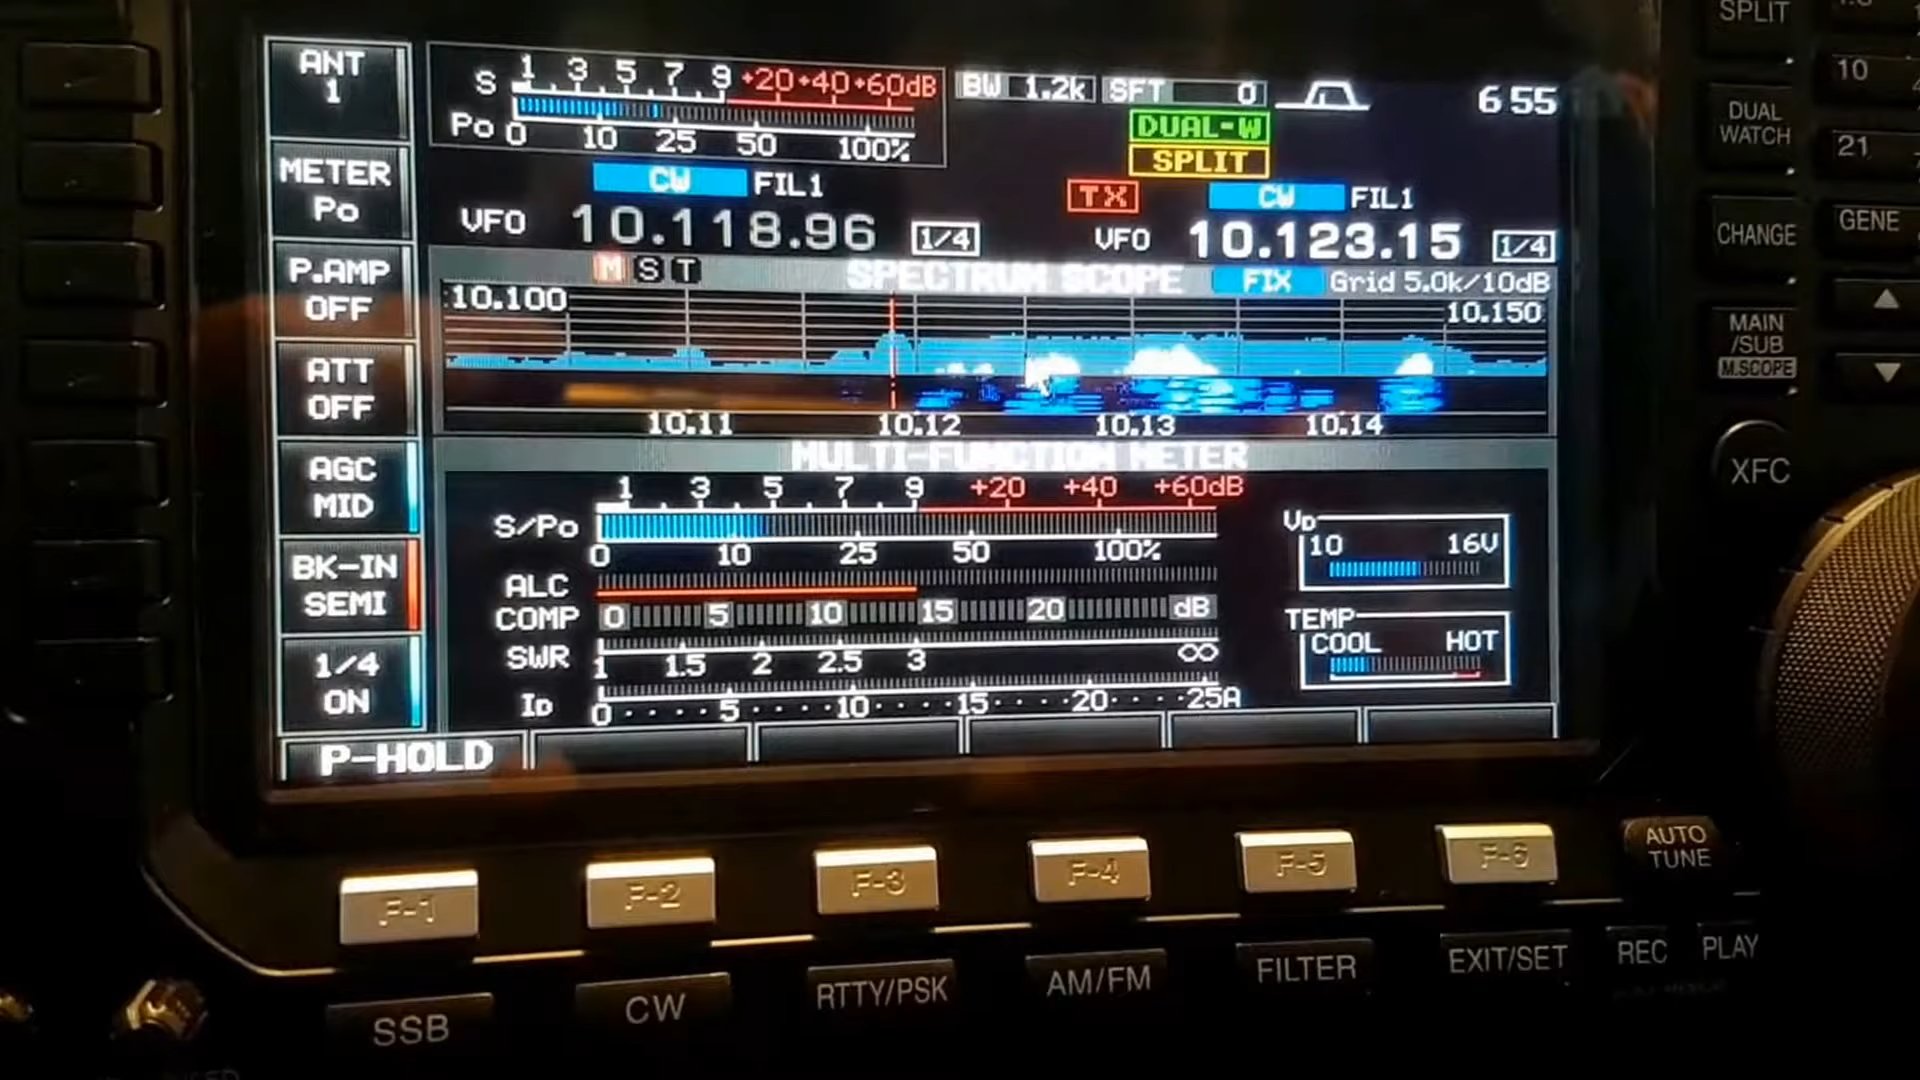 ANT
1
METER
Po
P.AMP
OFF
ATT
OFF
AGC
MID
BK-IN
SEMI
1/4
ON
S 1 3 5 7 9 +20 +40 +60dB
Po 0 10 25 50 100%
BW 1.2k SFT 0
6 55
DUAL-W
SPLIT
CW FIL1
TX CW FIL1
VFO 10.118.96 1/4
VFO 10.123.15 1/4
M S T
SPECTRUM SCOPE FIX Grid 5.0k/10dB
10.100 10.150
10.11 10.12 10.13 10.14
MULTI-FUNCTION METER
1 3 5 7 9 +20 +40 +60dB
S/Po
0 10 25 50 100%
ALC
COMP 0 5 10 15 20 dB
SWR 1 1.5 2 2.5 3 ∞
ID 0 5 10 15 20 25A
VD
10 16V
TEMP
COOL HOT
P-HOLD
F-1 F-2 F-3 F-4 F-5 F-6
AUTO
TUNE
SSB CW RTTY/PSK AM/FM FILTER EXIT/SET REC PLAY
SPLIT
DUAL
WATCH
CHANGE
MAIN
/SUB
M.SCOPE
XFC
10
21
GENE